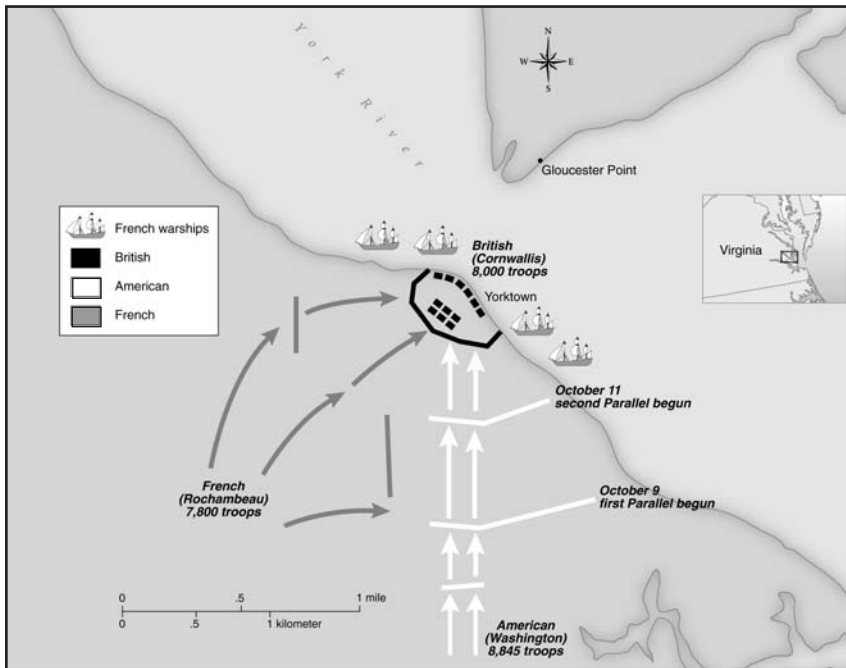 N
W E
S
York River
Gloucester Point
French warships
British
American
French
British
(Cornwallis)
8,000 troops
Virginia
Yorktown
October 11
second Parallel begun
French
(Rochambeau)
7,800 troops
October 9
first Parallel begun
0 .5 1 mile
0 .5 1 kilometer
American
(Washington)
8,845 troops